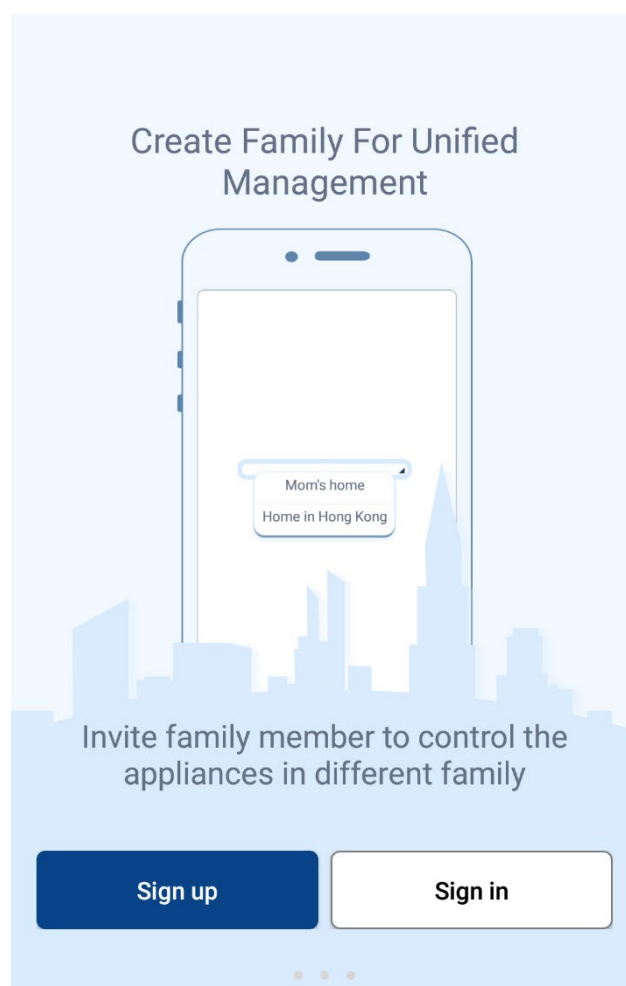 Create Family For Unified
Management
Mom's home
Home in Hong Kong
Invite family member to control the
appliances in different family
Sign up
Sign in